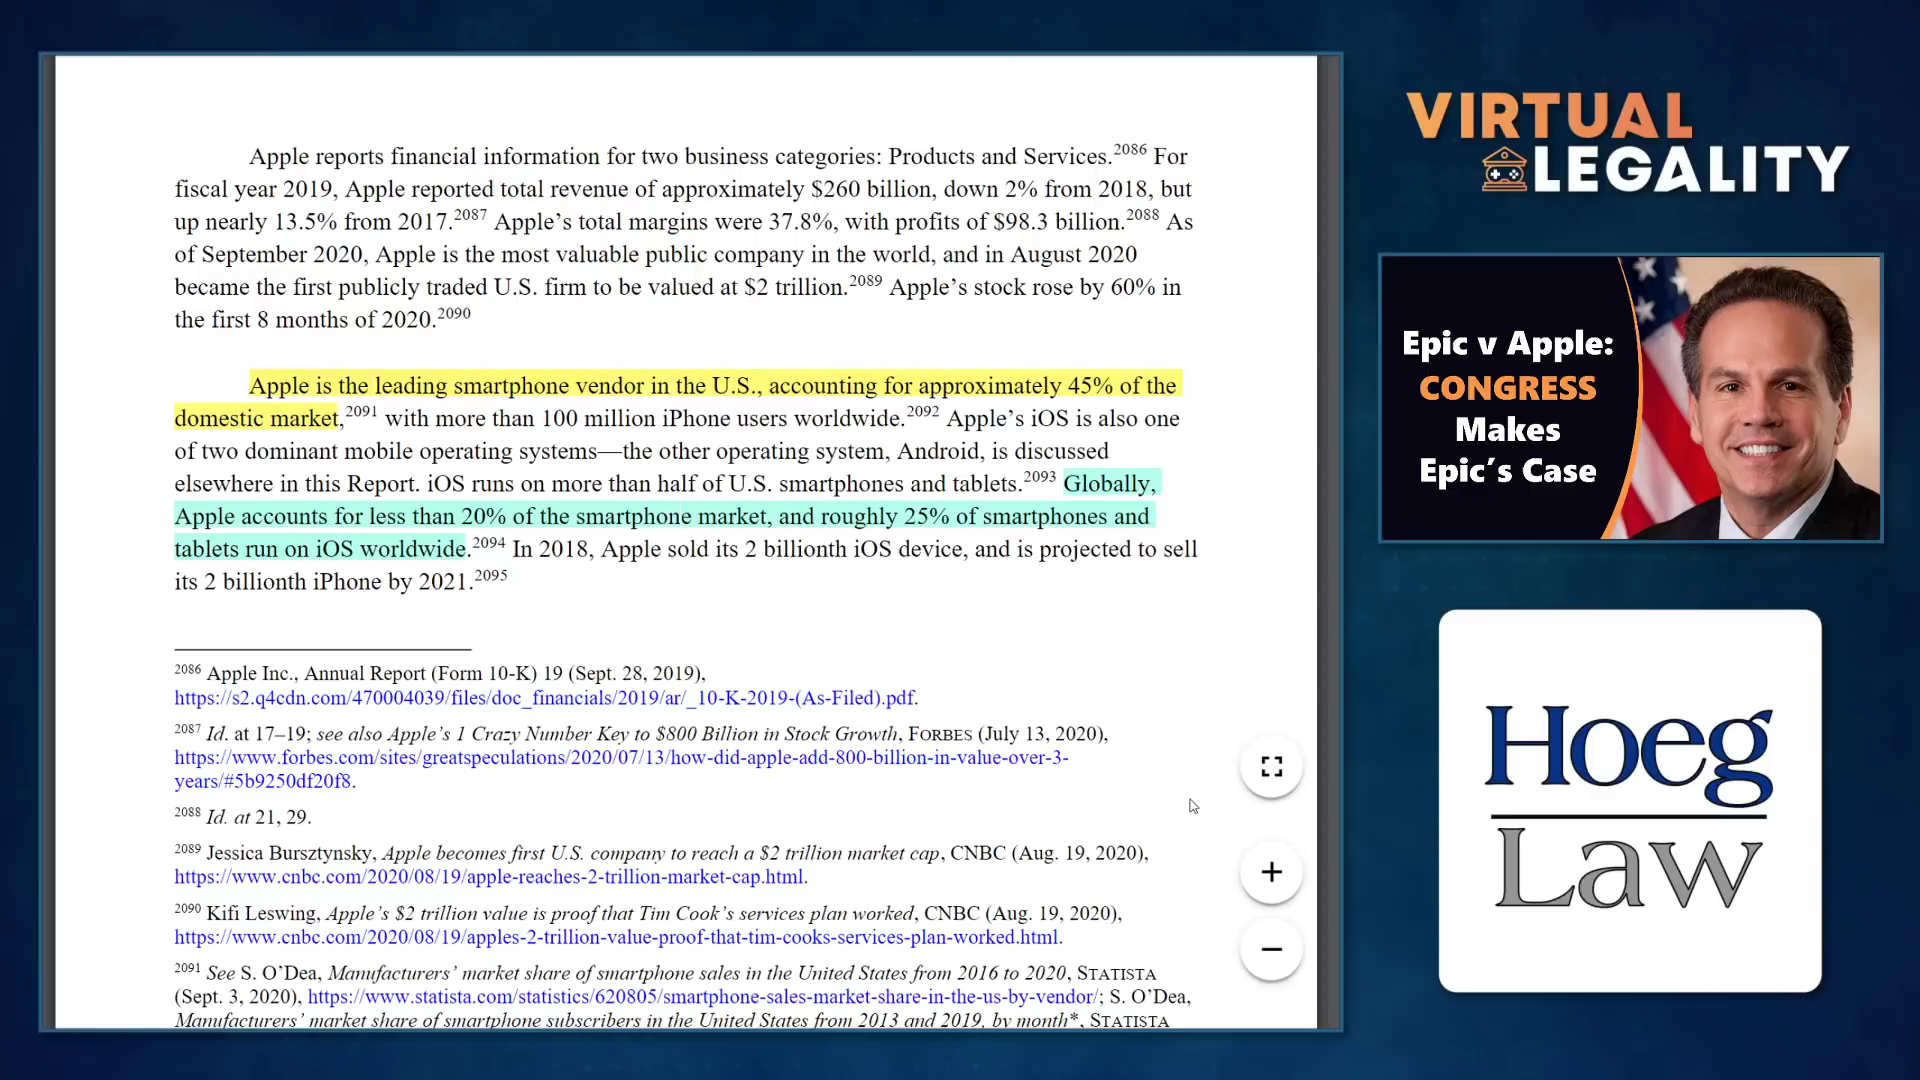 Apple reports financial information for two business categories: Products and Services.2086 For
fiscal year 2019, Apple reported total revenue of approximately $260 billion, down 2% from 2018, but
up nearly 13.5% from 2017.2087 Apple’s total margins were 37.8%, with profits of $98.3 billion.2088 As
of September 2020, Apple is the most valuable public company in the world, and in August 2020
became the first publicly traded U.S. firm to be valued at $2 trillion.2089 Apple’s stock rose by 60% in
the first 8 months of 2020.2090
Apple is the leading smartphone vendor in the U.S., accounting for approximately 45% of the
domestic market,2091 with more than 100 million iPhone users worldwide.2092 Apple’s iOS is also one
of two dominant mobile operating systems—the other operating system, Android, is discussed
elsewhere in this Report. iOS runs on more than half of U.S. smartphones and tablets.2093 Globally,
Apple accounts for less than 20% of the smartphone market, and roughly 25% of smartphones and
tablets run on iOS worldwide.2094 In 2018, Apple sold its 2 billionth iOS device, and is projected to sell
its 2 billionth iPhone by 2021.2095
2086 Apple Inc., Annual Report (Form 10-K) 19 (Sept. 28, 2019),
https://s2.q4cdn.com/470004039/files/doc_financials/2019/ar/_10-K-2019-(As-Filed).pdf.
2087 Id. at 17–19; see also Apple’s 1 Crazy Number Key to $800 Billion in Stock Growth, FORBES (July 13, 2020),
https://www.forbes.com/sites/greatspeculations/2020/07/13/how-did-apple-add-800-billion-in-value-over-3-
years/#5b9250df20f8.
2088 Id. at 21, 29.
2089 Jessica Bursztynsky, Apple becomes first U.S. company to reach a $2 trillion market cap, CNBC (Aug. 19, 2020),
https://www.cnbc.com/2020/08/19/apple-reaches-2-trillion-market-cap.html.
2090 Kifi Leswing, Apple’s $2 trillion value is proof that Tim Cook’s services plan worked, CNBC (Aug. 19, 2020),
https://www.cnbc.com/2020/08/19/apples-2-trillion-value-proof-that-tim-cooks-services-plan-worked.html.
2091 See S. O’Dea, Manufacturers’ market share of smartphone sales in the United States from 2016 to 2020, STATISTA
(Sept. 3, 2020), https://www.statista.com/statistics/620805/smartphone-sales-market-share-in-the-us-by-vendor/; S. O’Dea,
Manufacturers’ market share of smartphone subscribers in the United States from 2013 and 2019, by month*, STATISTA
VIRTUAL
LEGALITY
Epic v Apple:
CONGRESS
Makes
Epic’s Case
Hoeg
Law